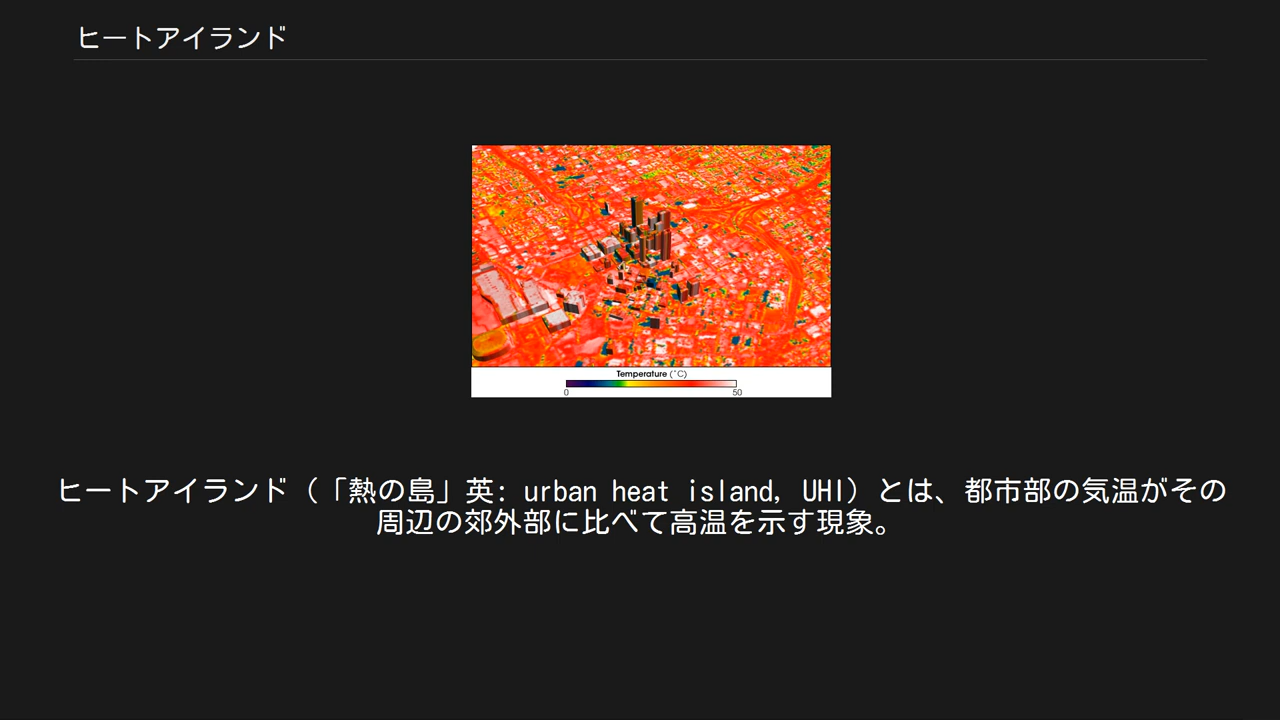 ヒートアイランド
Temperature (°C)
0 50
ヒートアイランド（「熱の島」英: urban heat island, UHI）とは、都市部の気温がその
周辺の郊外部に比べて高温を示す現象。